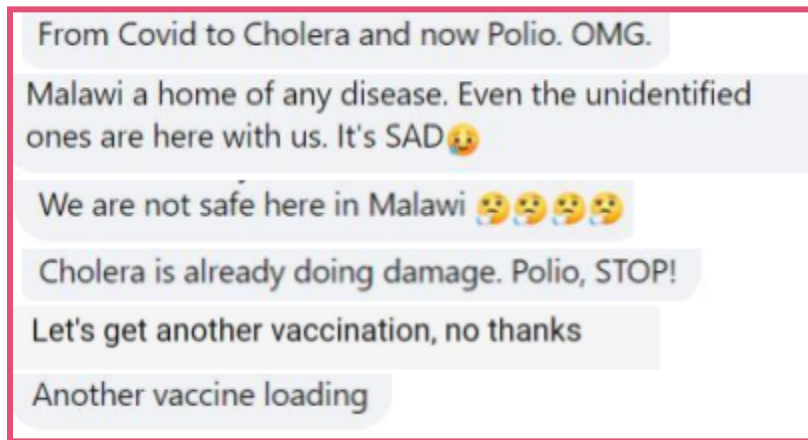 From Covid to Cholera and now Polio. OMG.
Malawi a home of any disease. Even the unidentified
ones are here with us. It's SAD😥
We are not safe here in Malawi 🤔🤔🤔🤔
Cholera is already doing damage. Polio, STOP!
Let's get another vaccination, no thanks
Another vaccine loading